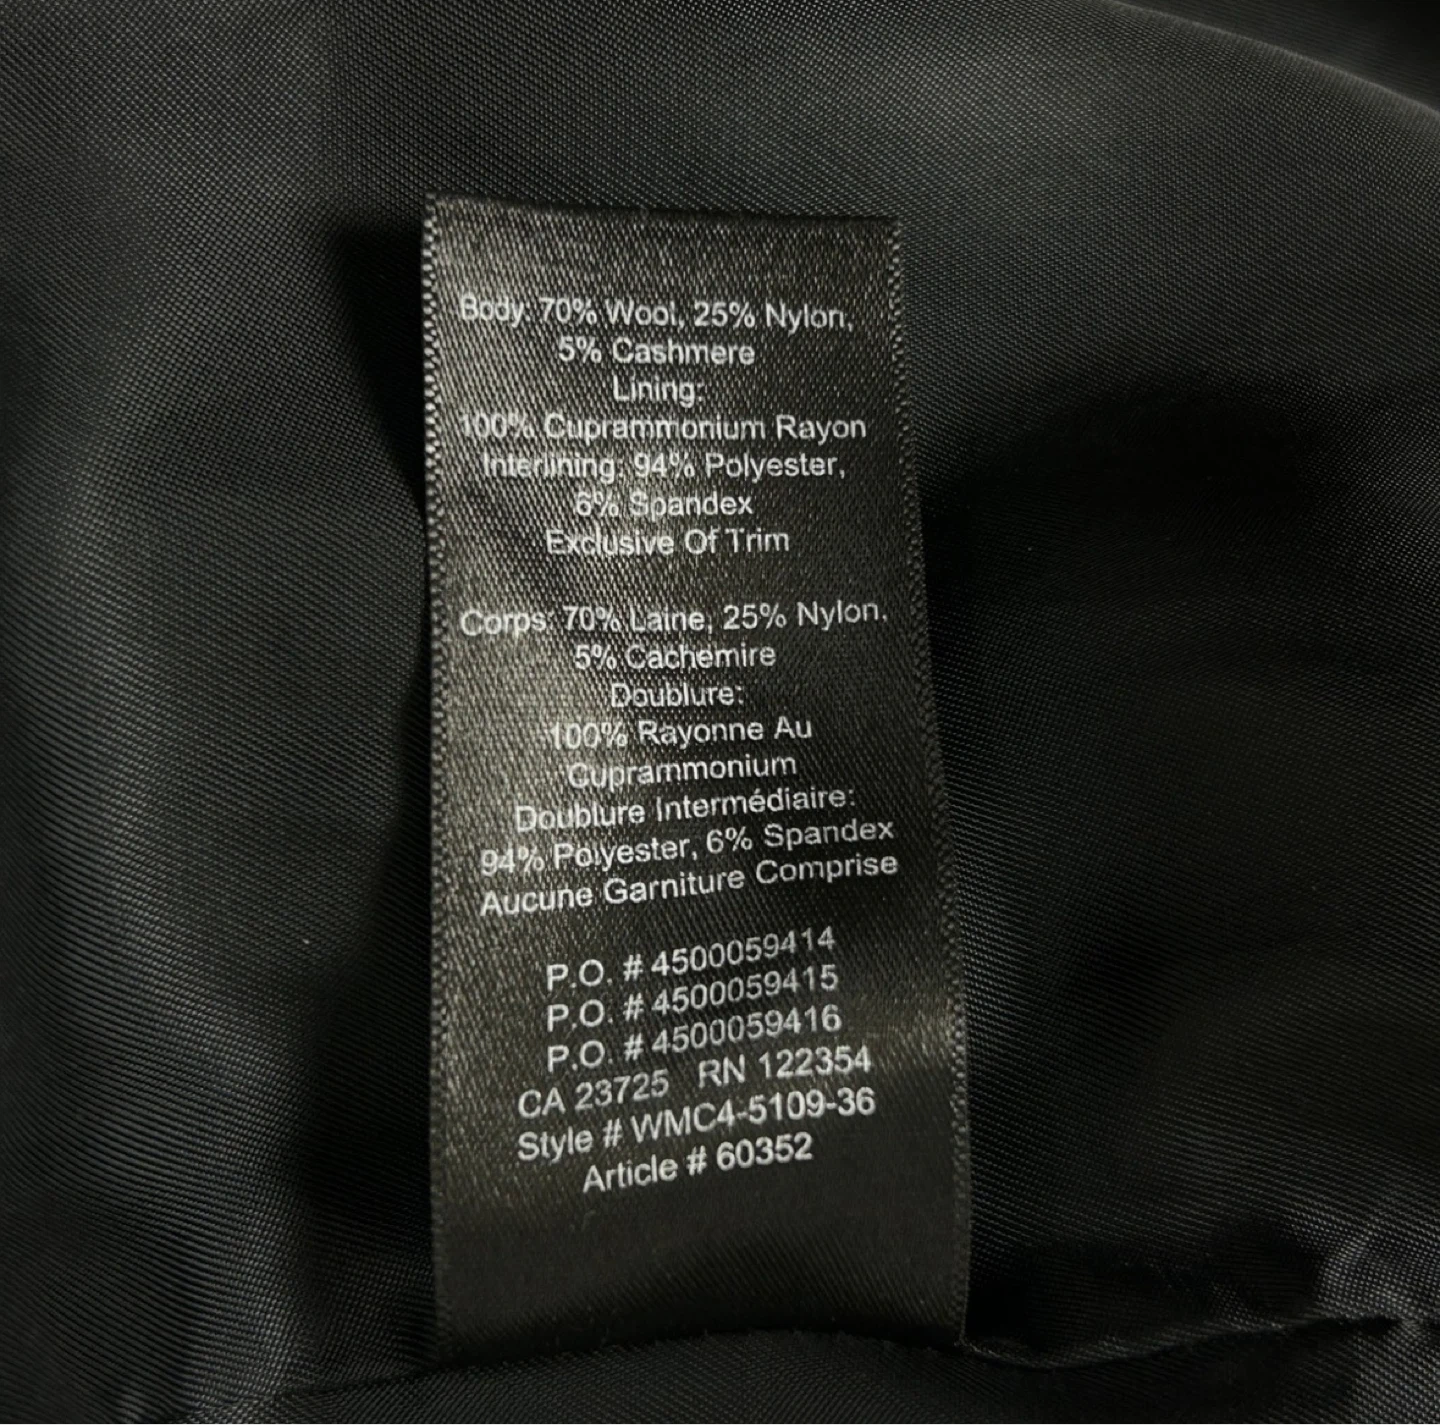 Body: 70% Wool, 25% Nylon,
5% Cashmere
Lining:
100% Cuprammonium Rayon
Interlining: 94% Polyester,
6% Spandex
Exclusive Of Trim
Corps: 70% Laine, 25% Nylon,
5% Cachemire
Doublure:
100% Rayonne Au
Cuprammonium
Doublure Intermédiaire:
94% Polyester, 6% Spandex
Aucune Garniture Comprise
P.O. # 4500059414
P.O. # 4500059415
P.O. # 4500059416
CA 23725 RN 122354
Style # WMC4-5109-36
Article # 60352